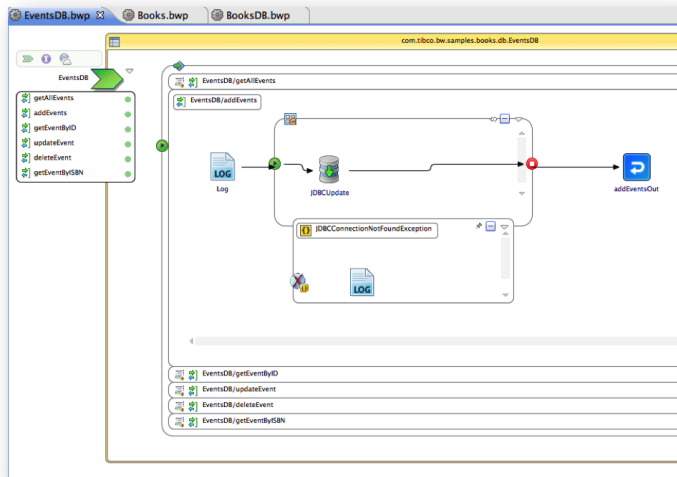 EventsDB.bwp Books.bwp BooksDB.bwp
com.tibco.bw.samples.books.db.EventsDB
EventsDB
getAllEvents
addEvents
getEventByID
updateEvent
deleteEvent
getEventByISBN
EventsDB/getAllEvents
EventsDB/addEvents
LOG
Log
JDBCUpdate
addEventsOut
JDBCConnectionNotFoundException
LOG
EventsDB/getEventByID
EventsDB/updateEvent
EventsDB/deleteEvent
EventsDB/getEventByISBN